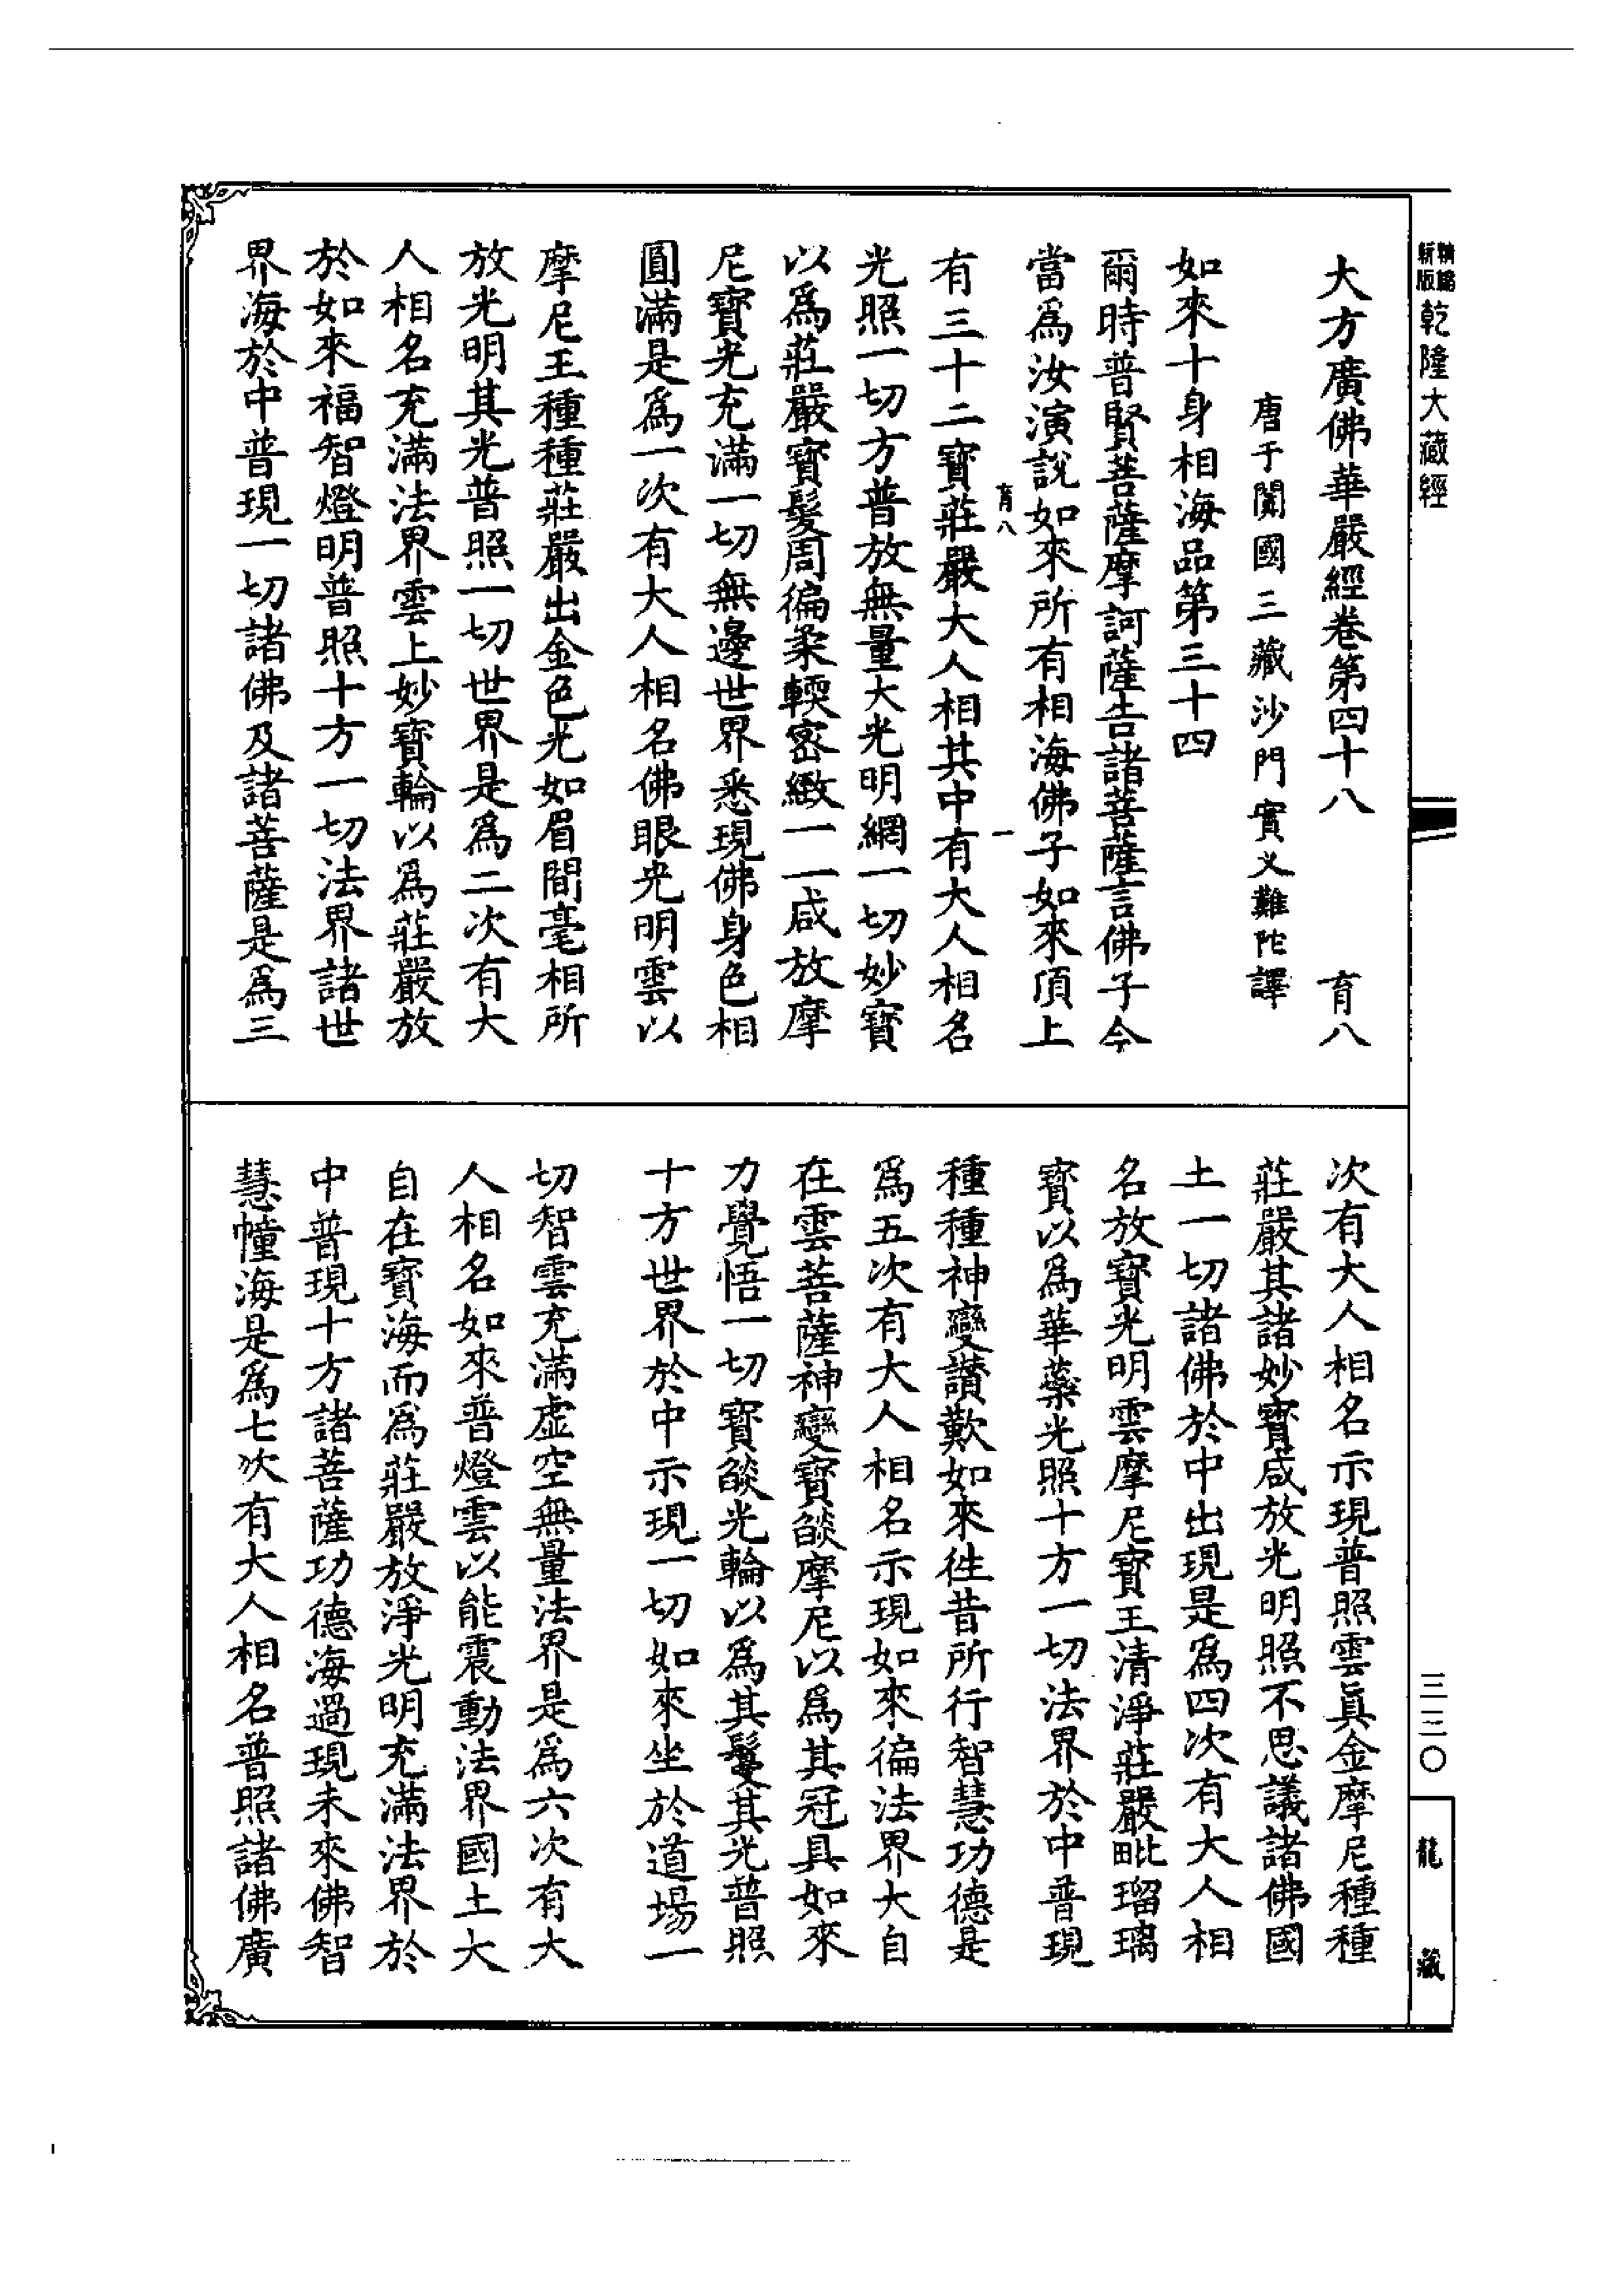 精縮
新版
乾隆大藏經
大方廣佛華嚴經卷第四十八　育八
唐于闐國三藏沙門實叉難陀譯
如來十身相海品第三十四
爾時普賢菩薩摩訶薩告諸菩薩言佛子今
當爲汝演說如來所有相海佛子如來頂上
育八　一
有三十二寶莊嚴大人相其中有大人相名
光照一切方普放無量大光明網一切妙寶
以爲莊嚴寶髮周徧柔輭密緻一一咸放摩
尼寶光充滿一切無邊世界悉現佛身色相
圓滿是爲一次有大人相名佛眼光明雲以
摩尼王種種莊嚴出金色光如眉間毫相所
放光明其光普照一切世界是爲二次有大
人相名充滿法界雲上妙寶輪以爲莊嚴放
於如來福智燈明普照十方一切法界諸世
界海於中普現一切諸佛及諸菩薩是爲三
次有大人相名示現普照雲眞金摩尼種種
莊嚴其諸妙寶咸放光明照不思議諸佛國
土一切諸佛於中出現是爲四次有大人相
名放寶光明雲摩尼寶王清淨莊嚴毗瑠璃
寶以爲華蘂光照十方一切法界於中普現
種種神變讚歎如來徃昔所行智慧功德是
爲五次有大人相名示現如來徧法界大自
在雲菩薩神變寶燄摩尼以爲其冠具如來
力覺悟一切寶燄光輪以爲其鬘其光普照
十方世界於中示現一切如來坐於道場一
切智雲充滿虛空無量法界是爲六次有大
人相名如來普燈雲以能震動法界國土大
自在寶海而爲莊嚴放淨光明充滿法界於
中普現十方諸菩薩功德海過現未來佛智
慧幢海是爲七次有大人相名普照諸佛廣
三三〇
龍藏